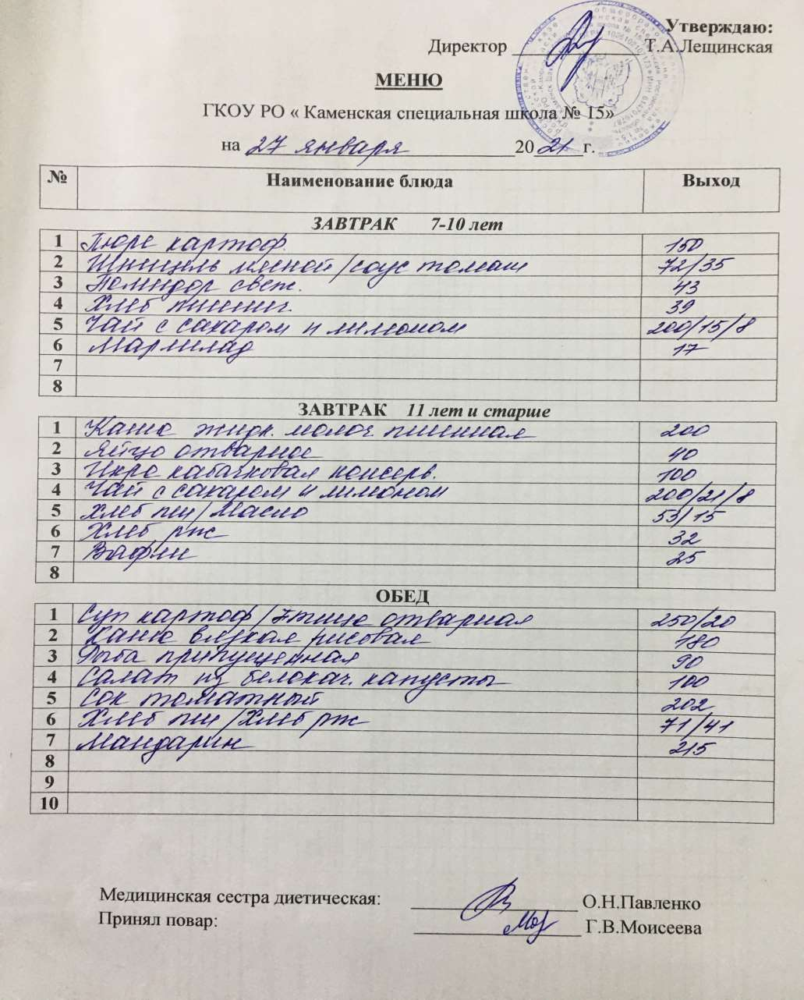 Утверждаю:
Директор Т.А.Лещинская
МЕНЮ
ГКОУ РО « Каменская специальная школа № 15»
на 27 января 2021 г.
№ Наименование блюда Выход
ЗАВТРАК 7-10 лет
1 Пюре картоф. 150
2 Шницель мясной/соус томат 72/35
3 Помидор свеж. 43
4 Хлеб пшенич. 39
5 Чай с сахаром и лимоном 200/15/8
6 Мармелад 17
7
8
ЗАВТРАК 11 лет и старше
1 Каша жидк. молоч. пшенная 200
2 Яйцо отварное 40
3 Икра кабачковая консерв. 100
4 Чай с сахаром и лимоном 200/21/8
5 Хлеб пш/Масло 53/15
6 Хлеб рж 32
7 Вафли 25
8
ОБЕД
1 Суп картоф/Птица отварная 250/20
2 Каша вязкая рисовая 180
3 Рыба припущенная 90
4 Салат из белокач. капусты 100
5 Сок томатный 202
6 Хлеб пш/Хлеб рж 71/41
7 Мандарин 215
8
9
10
Медицинская сестра диетическая: О.Н.Павленко
Принял повар: Г.В.Моисеева